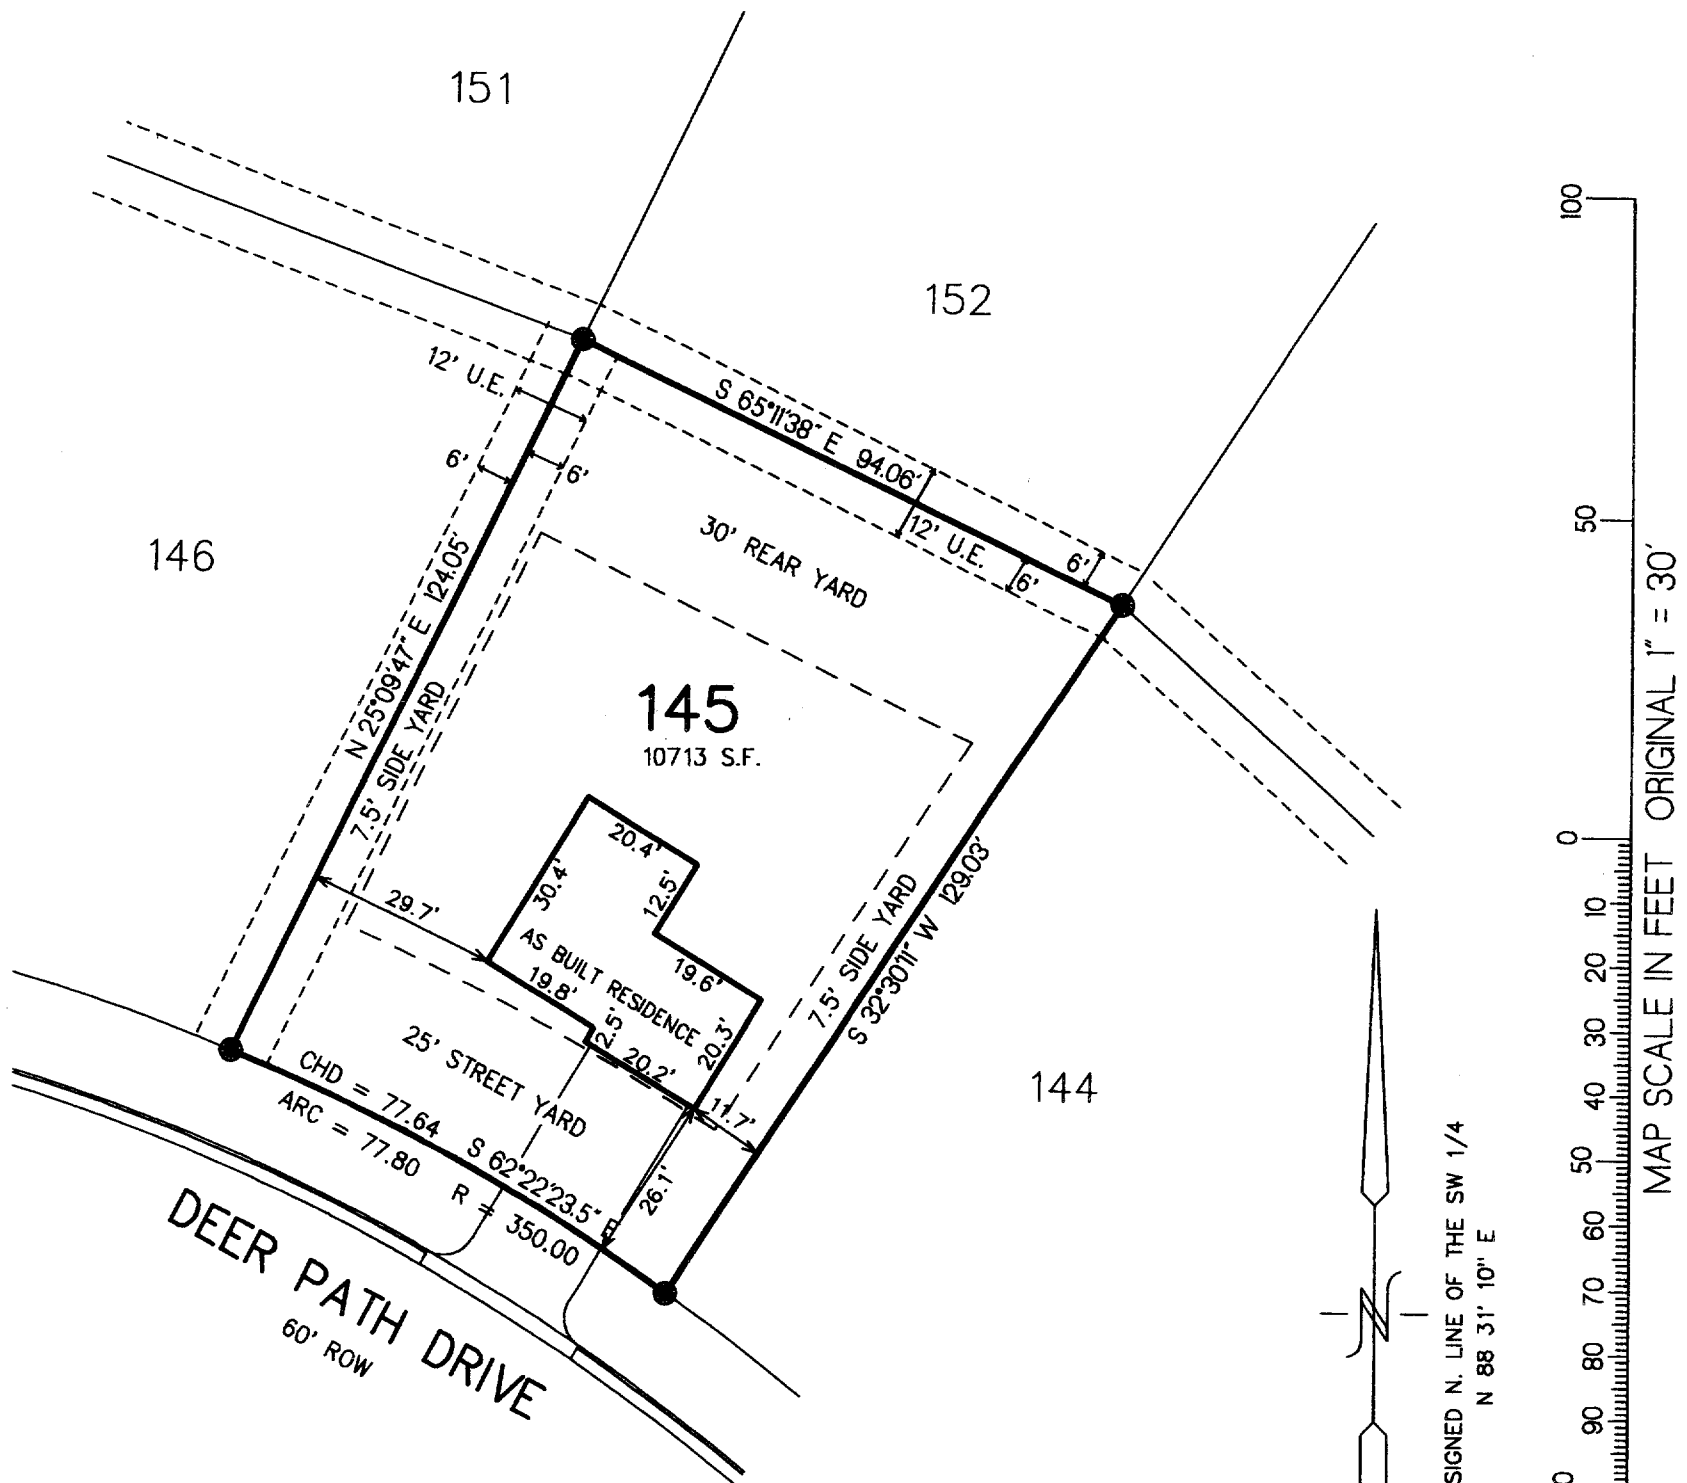 151
152
12' U.E.
S 65°11'38" E 94.06'
6'
6'
12' U.E.
6'
6'
30' REAR YARD
146
N 25°09'47" E 124.05'
7.5' SIDE YARD
145
10713 S.F.
20.4'
30.4'
12.5'
29.7'
AS BUILT RESIDENCE
19.6'
19.8'
2.5'
20.2'
20.3'
7.5' SIDE YARD
S 32°30'11" W 129.03'
25' STREET YARD
11.7'
144
26.1'
CHD = 77.64 S 62°22'23.5" E
ARC = 77.80 R = 350.00
DEER PATH DRIVE
60' ROW
SIGNED N. LINE OF THE SW 1/4
N 88 31' 10" E
N
100
50
0
10
20
30
40
50
60
70
80
90
0
MAP SCALE IN FEET ORIGINAL 1" = 30'